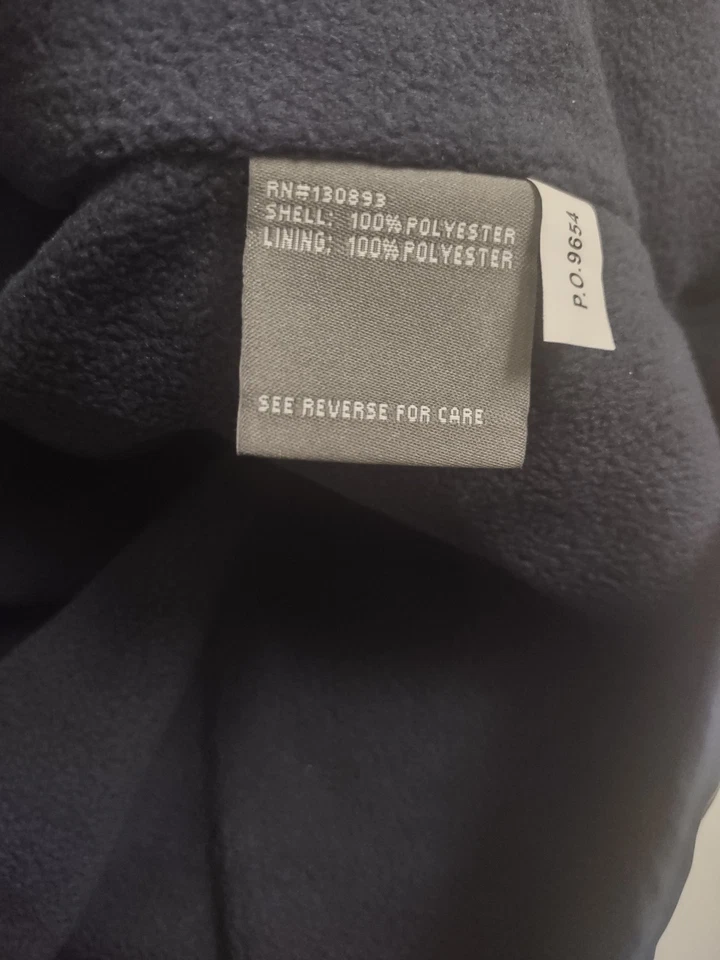 RN#130893
SHELL: 100% POLYESTER
LINING: 100% POLYESTER
SEE REVERSE FOR CARE
P.O.9654